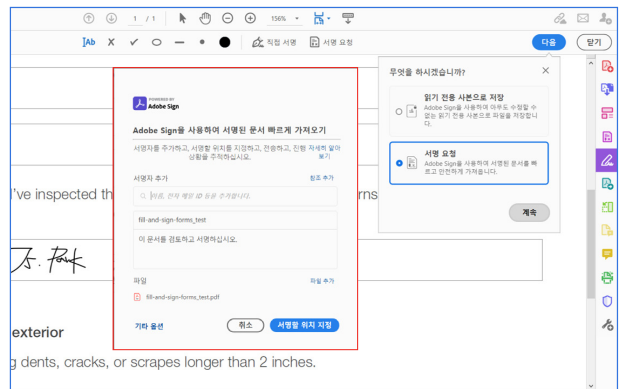 1 / 1
156%
Ab
직접 서명
서명 요청
다음
닫기
무엇을 하시겠습니까?
읽기 전용 사본으로 저장
Adobe Sign을 사용하여 아무도 수정할 수
없는 읽기 전용 사본으로 파일을 저장합니
다.
서명 요청
Adobe Sign을 사용하여 서명된 문서를 빠
르고 안전하게 가져옵니다.
계속
POWERED BY
Adobe Sign
Adobe Sign을 사용하여 서명된 문서 빠르게 가져오기
서명자를 추가하고, 서명할 위치를 지정하고, 전송하고, 진행
상황을 추적하십시오.
자세히 알아
보기
서명자 추가
참조 추가
이름, 전자 메일 ID 등을 추가합니다.
fill-and-sign-forms_test
이 문서를 검토하고 서명하십시오.
파일
파일 추가
fill-and-sign-forms_test.pdf
기타 옵션
취소
서명할 위치 지정
I've inspected th
rns
J. Park
exterior
g dents, cracks, or scrapes longer than 2 inches.